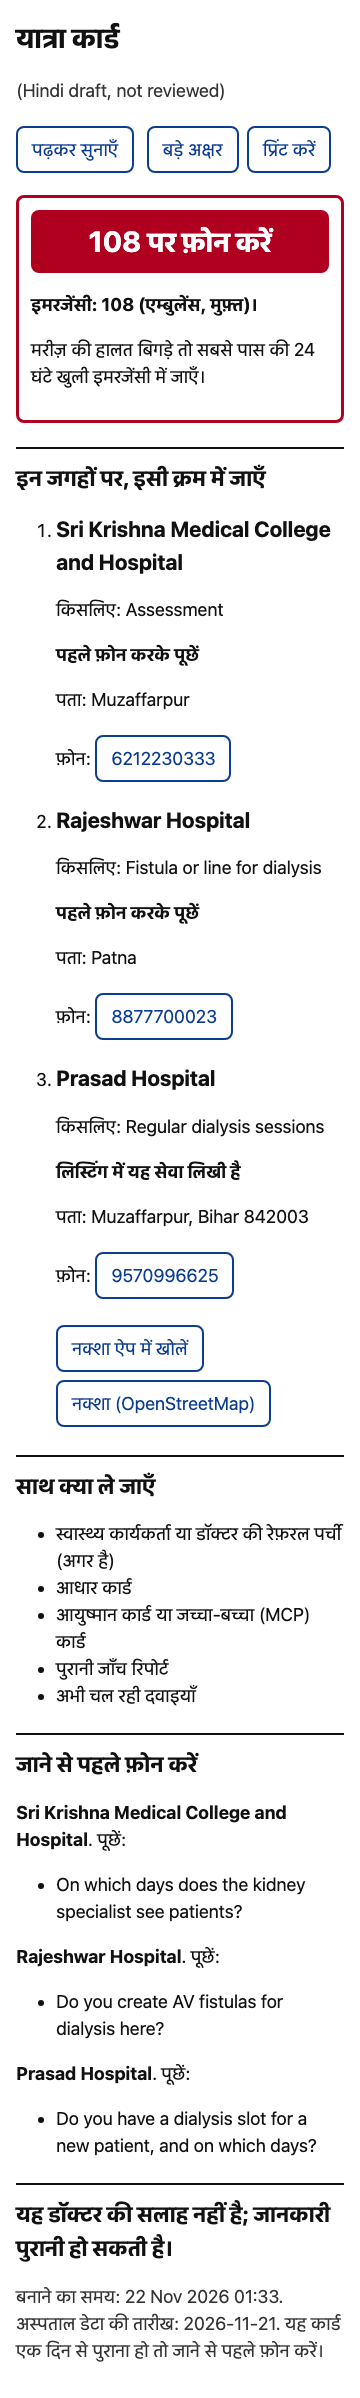 यात्रा कार्ड
(Hindi draft, not reviewed)
पढ़कर सुनाएँ बड़े अक्षर प्रिंट करें
108 पर फ़ोन करें
इमरजेंसी: 108 (एम्बुलेंस, मुफ़्त)।
मरीज़ की हालत बिगड़े तो सबसे पास की 24
घंटे खुली इमरजेंसी में जाएँ।
इन जगहों पर, इसी क्रम में जाएँ
1. Sri Krishna Medical College
and Hospital
किसलिए: Assessment
पहले फ़ोन करके पूछें
पता: Muzaffarpur
फ़ोन: 6212230333
2. Rajeshwar Hospital
किसलिए: Fistula or line for dialysis
पहले फ़ोन करके पूछें
पता: Patna
फ़ोन: 8877700023
3. Prasad Hospital
किसलिए: Regular dialysis sessions
लिस्टिंग में यह सेवा लिखी है
पता: Muzaffarpur, Bihar 842003
फ़ोन: 9570996625
नक्शा ऐप में खोलें
नक्शा (OpenStreetMap)
साथ क्या ले जाएँ
• स्वास्थ्य कार्यकर्ता या डॉक्टर की रेफ़रल पर्ची
(अगर है)
• आधार कार्ड
• आयुष्मान कार्ड या जच्चा-बच्चा (MCP)
कार्ड
• पुरानी जाँच रिपोर्ट
• अभी चल रही दवाइयाँ
जाने से पहले फ़ोन करें
Sri Krishna Medical College and
Hospital. पूछें:
• On which days does the kidney
specialist see patients?
Rajeshwar Hospital. पूछें:
• Do you create AV fistulas for
dialysis here?
Prasad Hospital. पूछें:
• Do you have a dialysis slot for a
new patient, and on which days?
यह डॉक्टर की सलाह नहीं है; जानकारी
पुरानी हो सकती है।
बनाने का समय: 22 Nov 2026 01:33.
अस्पताल डेटा की तारीख: 2026-11-21. यह कार्ड
एक दिन से पुराना हो तो जाने से पहले फ़ोन करें।